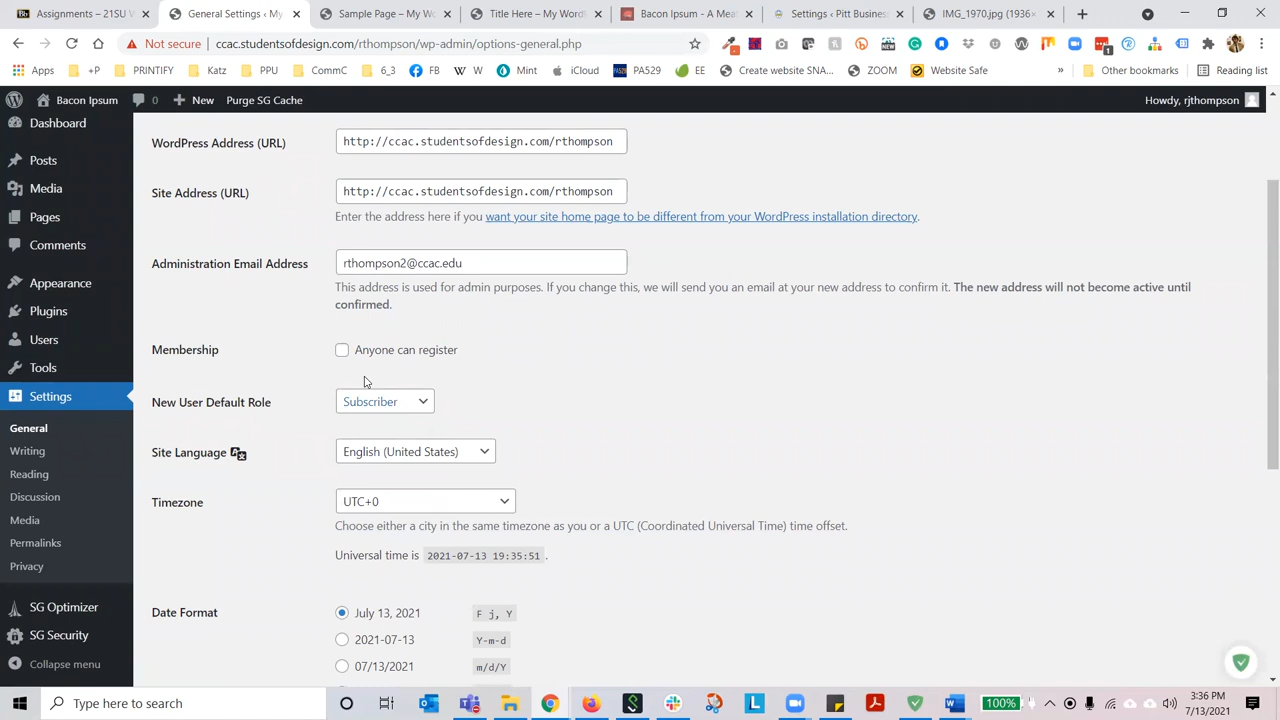 Assignments – 21SU V
General Settings ‹ My
Sample Page – My Wo
Title Here – My WordP
Bacon Ipsum - A Mea
Settings ‹ Pitt Business
IMG_1970.jpg (1936×
Not secure
ccac.studentsofdesign.com/rthompson/wp-admin/options-general.php
Apps
+P
PRINTIFY
Katz
PPU
CommC
6_3
FB
W
Mint
iCloud
PA529
EE
Create website SNA...
ZOOM
Website Safe
»
Other bookmarks
Reading list
Bacon Ipsum
0
New
Purge SG Cache
Howdy, rjthompson
Dashboard
Posts
Media
Pages
Comments
Appearance
Plugins
Users
Tools
Settings
General
Writing
Reading
Discussion
Media
Permalinks
Privacy
SG Optimizer
SG Security
Collapse menu
WordPress Address (URL)
http://ccac.studentsofdesign.com/rthompson
Site Address (URL)
http://ccac.studentsofdesign.com/rthompson
Enter the address here if you want your site home page to be different from your WordPress installation directory.
Administration Email Address
rthompson2@ccac.edu
This address is used for admin purposes. If you change this, we will send you an email at your new address to confirm it. The new address will not become active until
confirmed.
Membership
Anyone can register
New User Default Role
Subscriber
Site Language
English (United States)
Timezone
UTC+0
Choose either a city in the same timezone as you or a UTC (Coordinated Universal Time) time offset.
Universal time is 2021-07-13 19:35:51 .
Date Format
July 13, 2021
F j, Y
2021-07-13
Y-m-d
07/13/2021
m/d/Y
Type here to search
100%
3:36 PM
7/13/2021